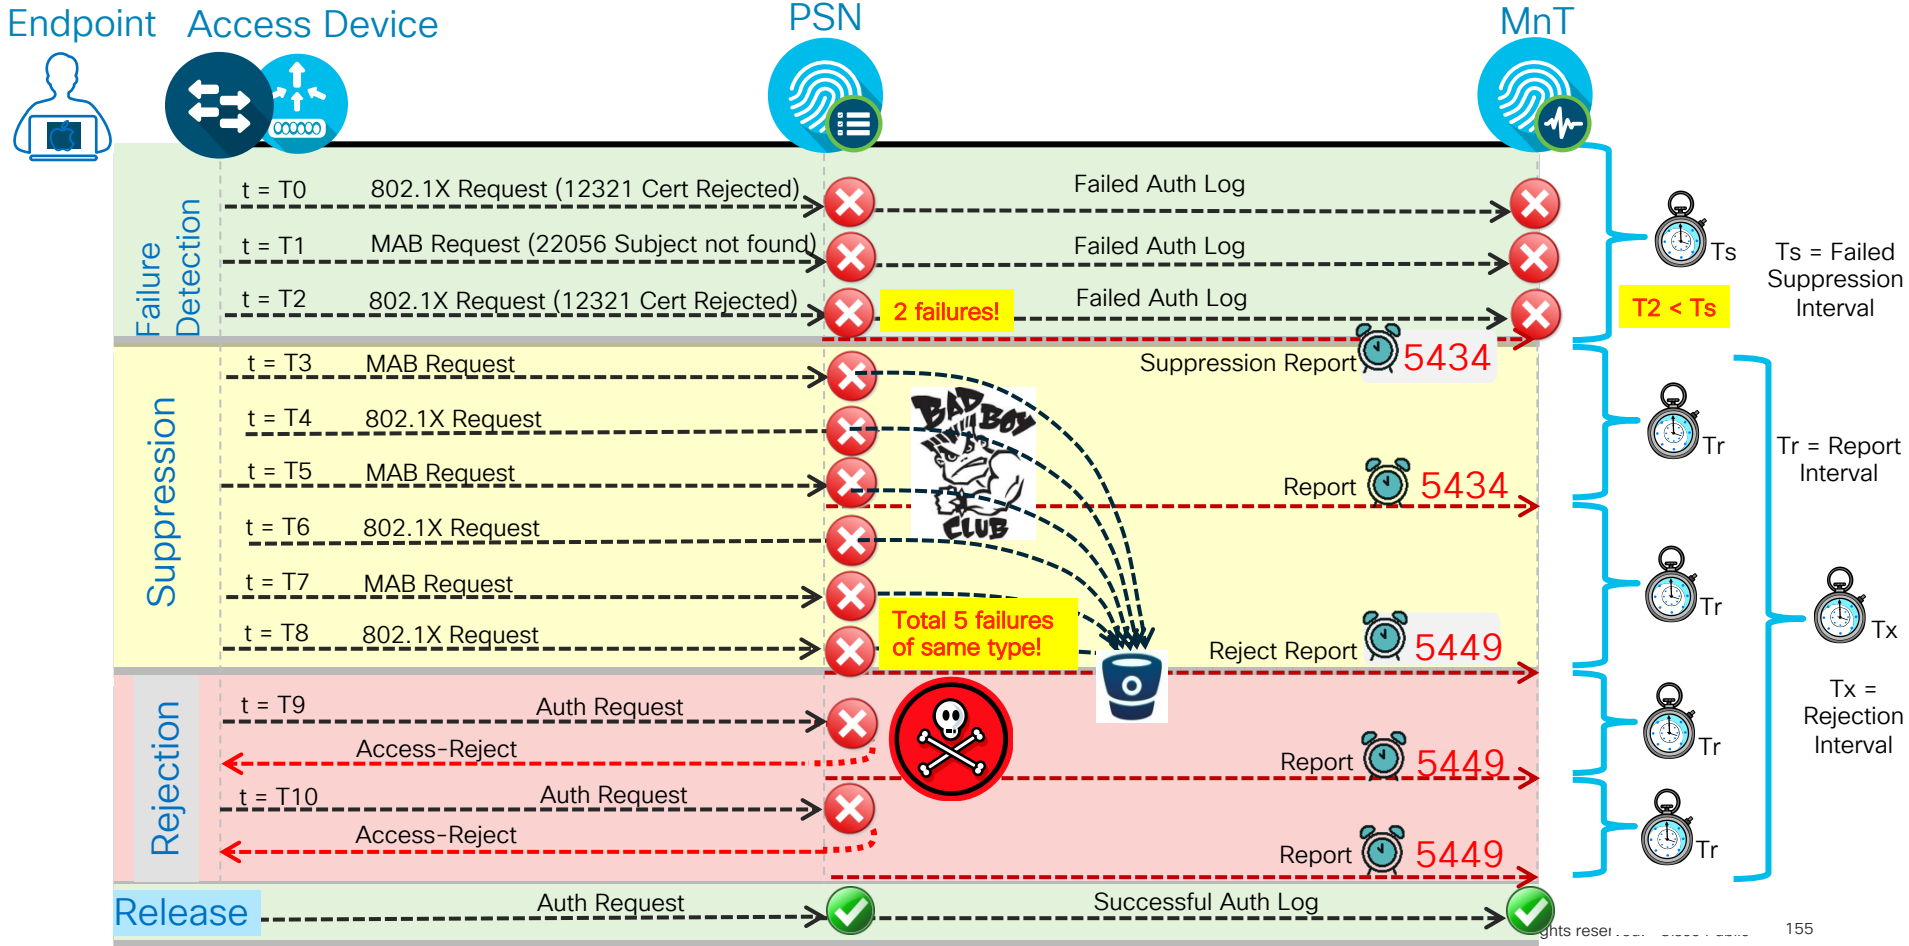 Endpoint
Access Device
PSN
MnT
Failure
Detection
t = T0
802.1X Request (12321 Cert Rejected)
Failed Auth Log
t = T1
MAB Request (22056 Subject not found)
Failed Auth Log
t = T2
802.1X Request (12321 Cert Rejected)
2 failures!
Failed Auth Log
Ts
T2 < Ts
Ts = Failed
Suppression
Interval
Suppression
t = T3
MAB Request
Suppression Report
5434
t = T4
802.1X Request
BAD
BOY
CLUB
Tr
Tr = Report
Interval
t = T5
MAB Request
Report
5434
t = T6
802.1X Request
t = T7
MAB Request
Tr
Total 5 failures
of same type!
t = T8
802.1X Request
Reject Report
5449
Tx
Tx =
Rejection
Interval
Rejection
t = T9
Auth Request
Access-Reject
Report
5449
Tr
t = T10
Auth Request
Access-Reject
Report
5449
Tr
Release
Auth Request
Successful Auth Log
155